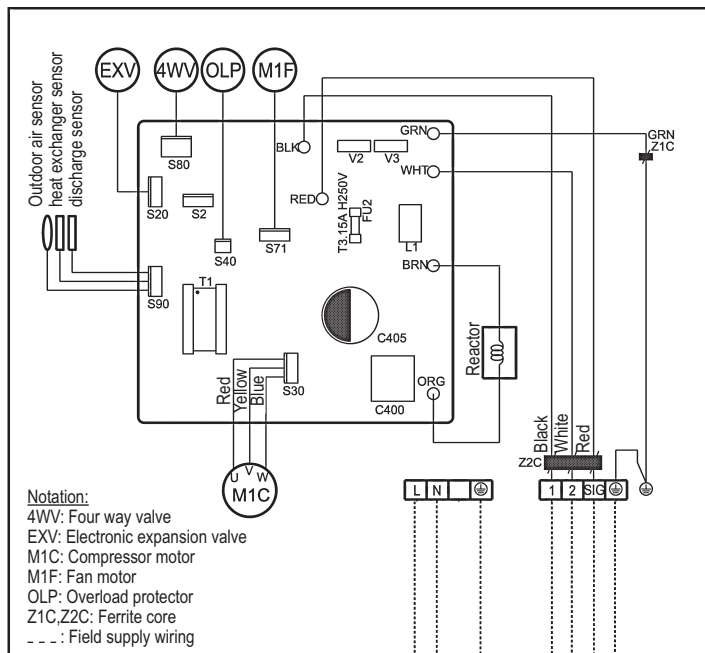 EXV
4WV
OLP
M1F
Outdoor air sensor
heat exchanger sensor
discharge sensor
S80
BLK
V2
V3
GRN
GRN
Z1C
WHT
S20
S2
RED
T3.15A H250V
FU2
S40
S71
L1
BRN
S90
T1
C405
Reactor
S30
C400
ORG
Red
Yellow
Blue
Black
White
Red
Z2C
U
V
W
M1C
L
N
1
2
SIG
Notation:
4WV: Four way valve
EXV: Electronic expansion valve
M1C: Compressor motor
M1F: Fan motor
OLP: Overload protector
Z1C,Z2C: Ferrite core
_ _ _ : Field supply wiring